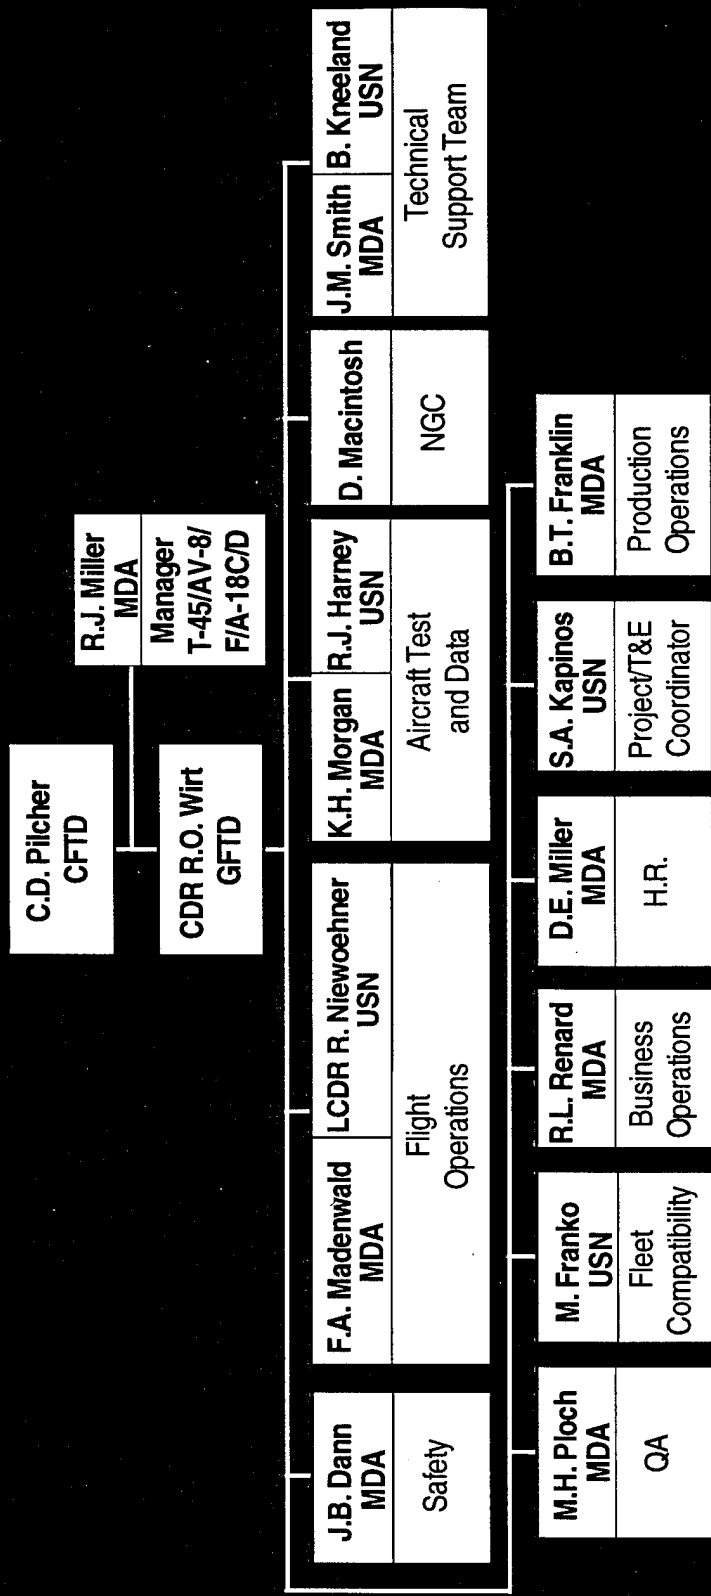 C.D. Pilcher
CFTD
R.J. Miller
MDA
Manager
T-45/AV-8/
F/A-18C/D
CDR R.O. Wirt
GFTD
J.B. Dann
MDA
Safety
F.A. Madenwald
MDA
LCDR R. Niewoehner
USN
Flight
Operations
K.H. Morgan
MDA
R.J. Harney
USN
Aircraft Test
and Data
D. Macintosh
NGC
J.M. Smith
MDA
B. Kneeland
USN
Technical
Support Team
M.H. Ploch
MDA
QA
M. Franko
USN
Fleet
Compatibility
R.L. Renard
MDA
Business
Operations
D.E. Miller
MDA
H.R.
S.A. Kapinos
USN
Project/T&E
Coordinator
B.T. Franklin
MDA
Production
Operations